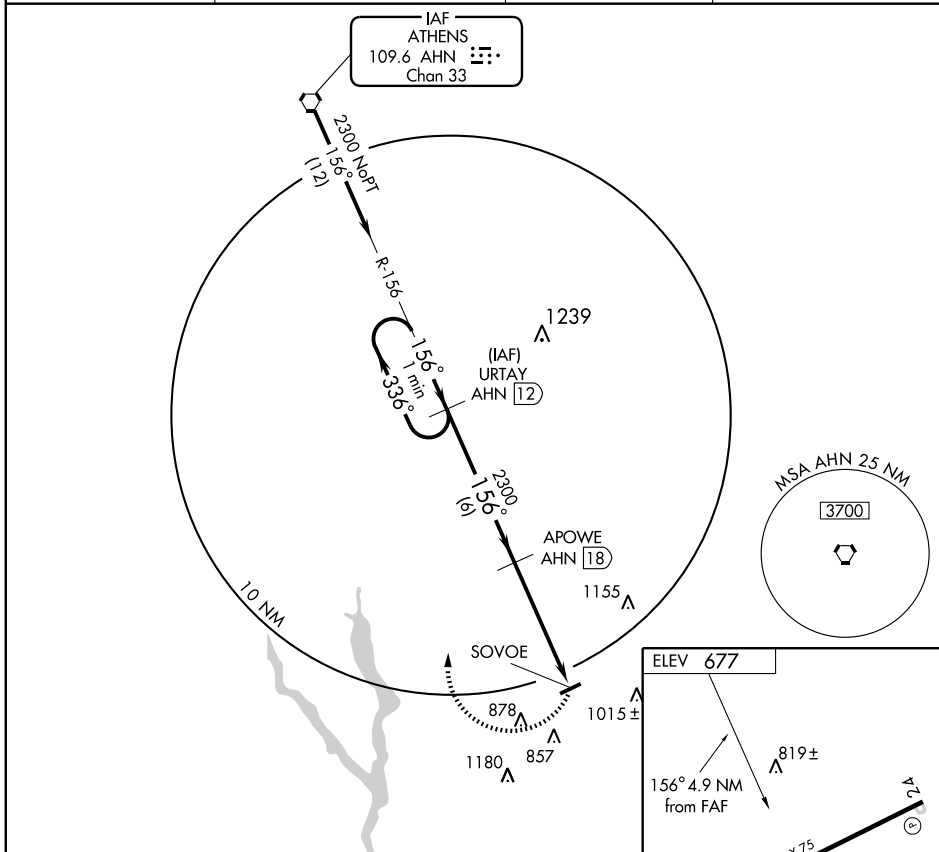 IAF
ATHENS
109.6 AHN
Chan 33
2300 NoPT
156°
(12)
R-156
1239
156°
1 min
336°
(IAF)
URTAY
AHN 12
2300
156°
(6)
MSA AHN 25 NM
3700
APOWE
AHN 18
1155
10 NM
SOVOE
ELEV 677
878
1015±
857
1180
819±
156° 4.9 NM
from FAF
24
P
X 75